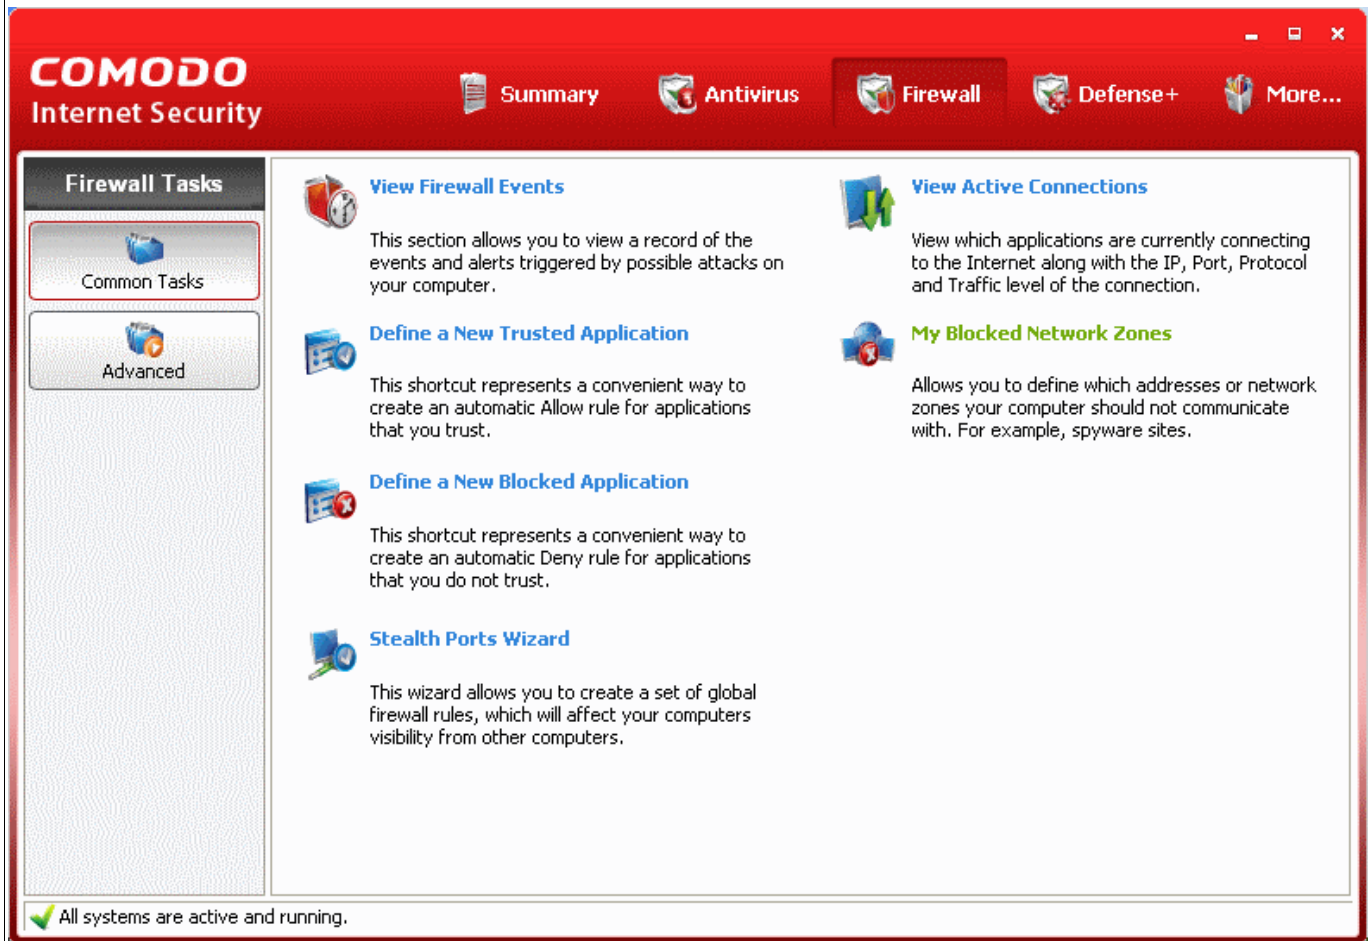 COMODO
Internet Security
Summary
Antivirus
Firewall
Defense+
More...
Firewall Tasks
Common Tasks
Advanced
View Firewall Events
This section allows you to view a record of the
events and alerts triggered by possible attacks on
your computer.
Define a New Trusted Application
This shortcut represents a convenient way to
create an automatic Allow rule for applications
that you trust.
Define a New Blocked Application
This shortcut represents a convenient way to
create an automatic Deny rule for applications
that you do not trust.
Stealth Ports Wizard
This wizard allows you to create a set of global
firewall rules, which will affect your computers
visibility from other computers.
View Active Connections
View which applications are currently connecting
to the Internet along with the IP, Port, Protocol
and Traffic level of the connection.
My Blocked Network Zones
Allows you to define which addresses or network
zones your computer should not communicate
with. For example, spyware sites.
All systems are active and running.